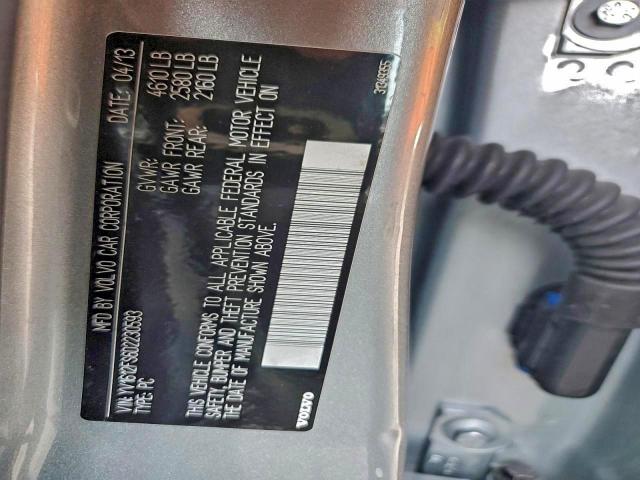 MFD BY VOLVO CAR CORPORATION DATE: 04/13
GVWR: 4610 LB
GAWR FRONT: 2580 LB
GAWR REAR: 2160 LB
VIN: YV1612FS6D2230593
TYPE: PC
THIS VEHICLE CONFORMS TO ALL APPLICABLE FEDERAL MOTOR VEHICLE
SAFETY, BUMPER AND THEFT PREVENTION STANDARDS IN EFFECT ON
THE DATE OF MANUFACTURE SHOWN ABOVE.
VOLVO